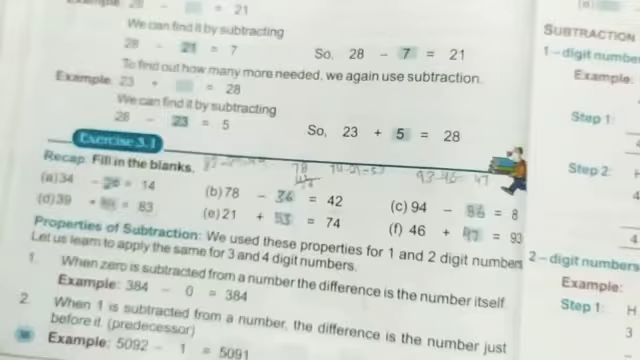 Example: 28 - = 21
We can find it by subtracting
28 - 21 = 7 So, 28 - 7 = 21
To find out how many more needed, we again use subtraction.
Example: 23 + = 28
We can find it by subtracting
28 - 23 = 5 So, 23 + 5 = 28
Exercise 3.1
Recap. Fill in the blanks.
(a) 34 - 20 = 14 (b) 78 - 36 = 42 (c) 94 - 86 = 8
(d) 39 + = 83 (e) 21 + 53 = 74 (f) 46 + 47 = 93
Properties of Subtraction: We used these properties for 1 and 2 digit numbers
Let us learn to apply the same for 3 and 4 digit numbers.
1. When zero is subtracted from a number the difference is the number itself
Example: 384 - 0 = 384
2. When 1 is subtracted from a number, the difference is the number just
before it. (predecessor)
Example: 5092 - 1 = 5091
SUBTRACTION
1 - digit number
Example:
Step 1:
4
Step 2: H
4
4
2 - digit numbers
Example:
Step 1: H
3